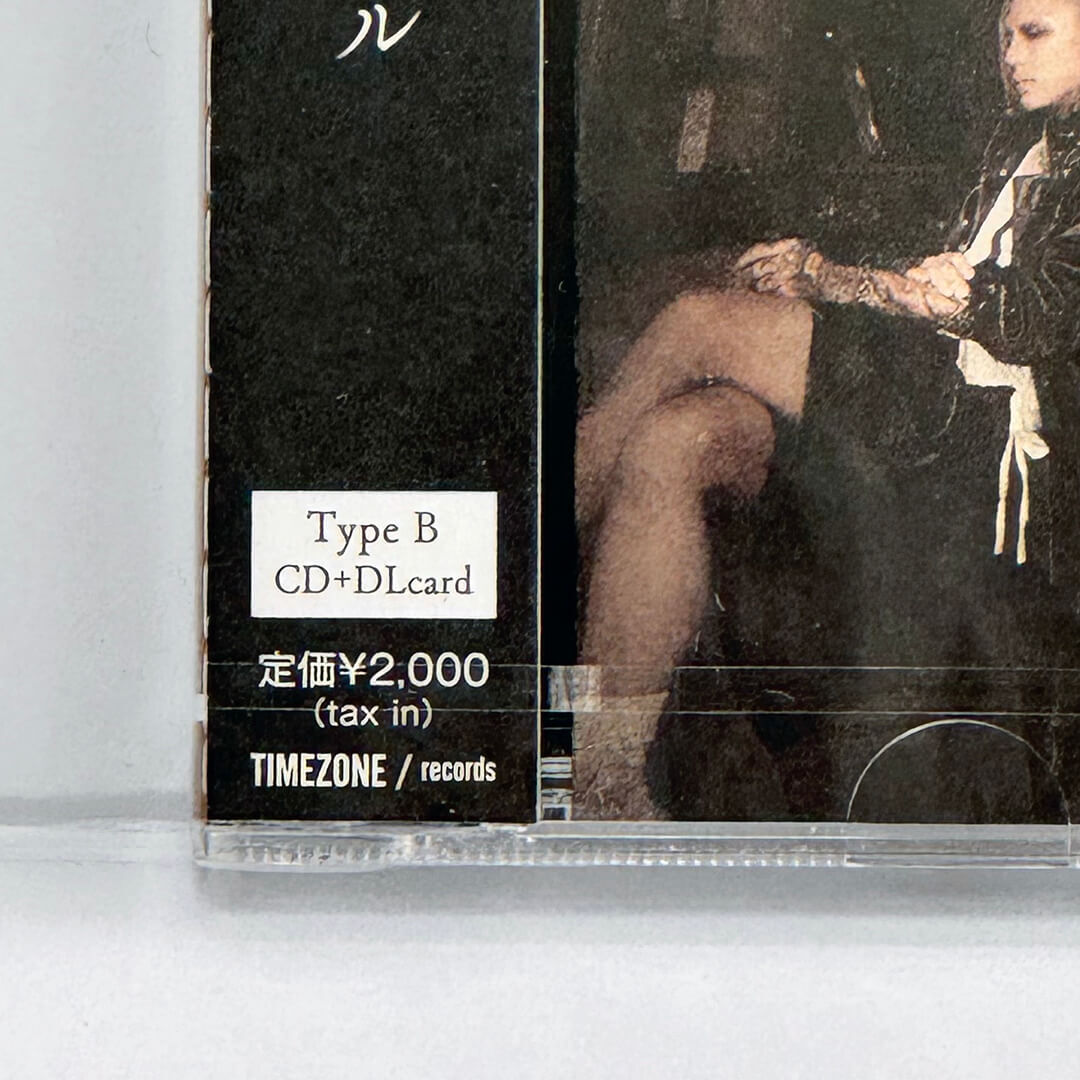 ル
Type B
CD+DLcard
定価¥2,000
(tax in)
TIMEZONE / records